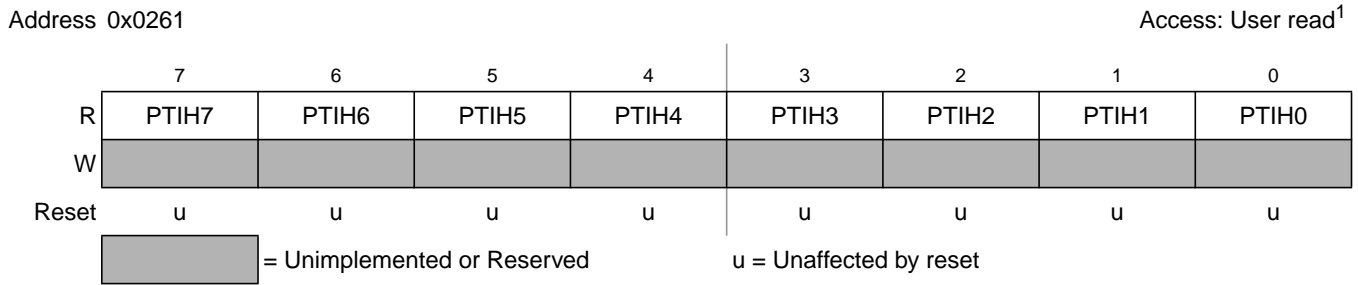 Address 0x0261 Access: User read1
7 6 5 4 3 2 1 0
R PTIH7 PTIH6 PTIH5 PTIH4 PTIH3 PTIH2 PTIH1 PTIH0
W
Reset u u u u u u u u
= Unimplemented or Reserved u = Unaffected by reset